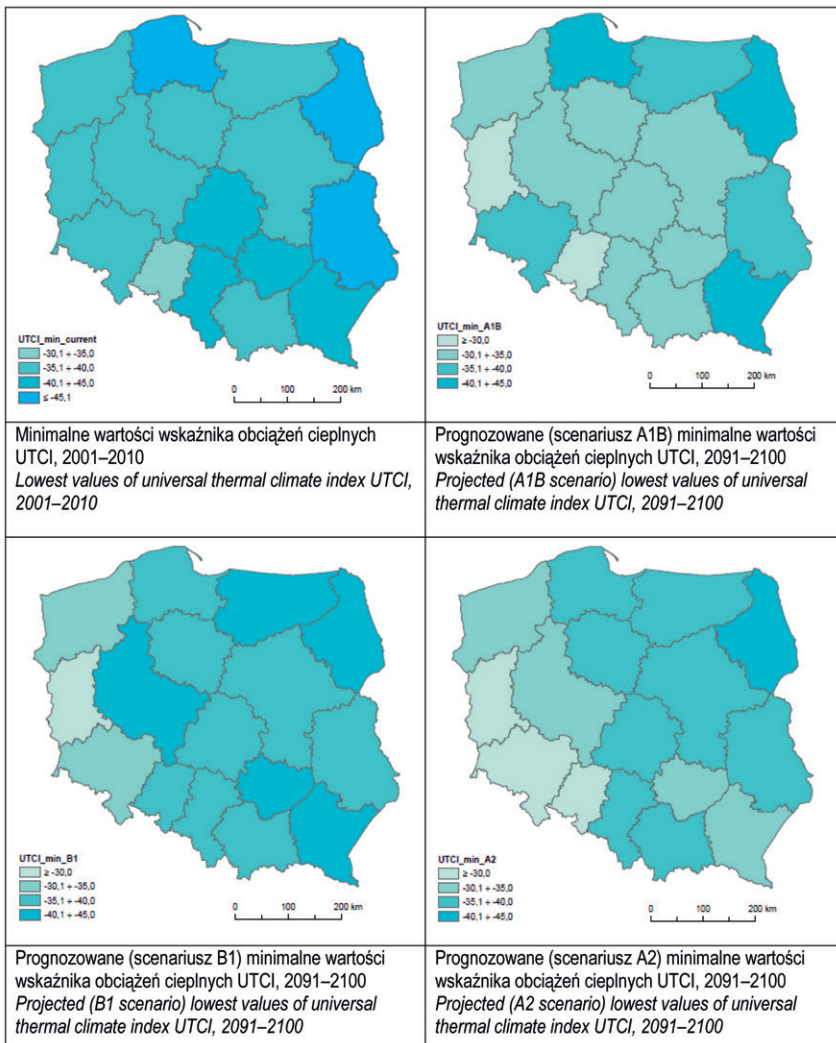 UTCI_min_current
-30,1 ÷ -35,0
-35,1 ÷ -40,0
-40,1 ÷ -45,0
≤ -45,1
0 100 200 km
Minimalne wartości wskaźnika obciążeń cieplnych
UTCI, 2001–2010
Lowest values of universal thermal climate index UTCI,
2001–2010
UTCI_min_A1B
≥ -30,0
-30,1 ÷ -35,0
-35,1 ÷ -40,0
-40,1 ÷ -45,0
0 100 200 km
Prognozowane (scenariusz A1B) minimalne wartości
wskaźnika obciążeń cieplnych UTCI, 2091–2100
Projected (A1B scenario) lowest values of universal
thermal climate index UTCI, 2091–2100
UTCI_min_B1
≥ -30,0
-30,1 ÷ -35,0
-35,1 ÷ -40,0
-40,1 ÷ -45,0
0 100 200 km
Prognozowane (scenariusz B1) minimalne wartości
wskaźnika obciążeń cieplnych UTCI, 2091–2100
Projected (B1 scenario) lowest values of universal
thermal climate index UTCI, 2091–2100
UTCI_min_A2
≥ -30,0
-30,1 ÷ -35,0
-35,1 ÷ -40,0
-40,1 ÷ -45,0
0 100 200 km
Prognozowane (scenariusz A2) minimalne wartości
wskaźnika obciążeń cieplnych UTCI, 2091–2100
Projected (A2 scenario) lowest values of universal
thermal climate index UTCI, 2091–2100